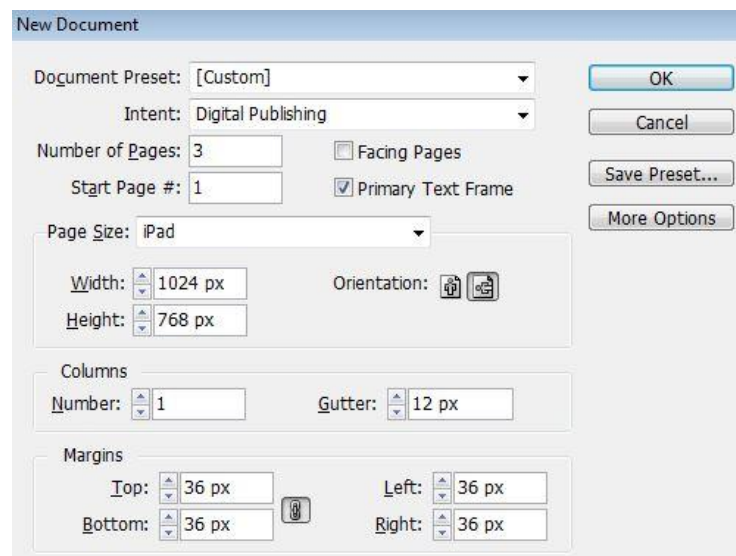 New Document
Document Preset: [Custom]
OK
Intent: Digital Publishing
Cancel
Number of Pages: 3
Facing Pages
Start Page #: 1
Primary Text Frame
Save Preset...
More Options
Page Size: iPad
Width: 1024 px
Orientation:
Height: 768 px
Columns
Number: 1
Gutter: 12 px
Margins
Top: 36 px
Left: 36 px
Bottom: 36 px
Right: 36 px